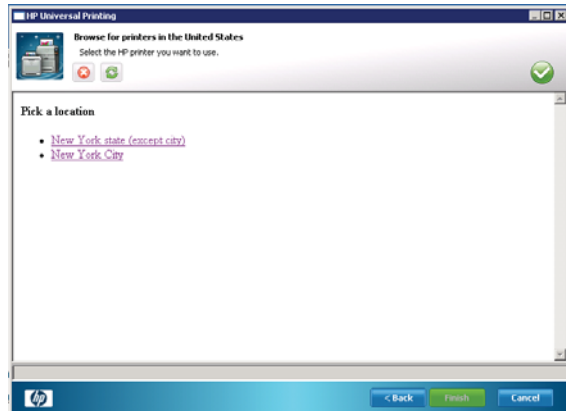 HP Universal Printing
Browse for printers in the United States
Select the HP printer you want to use.
Pick a location
New York state (except city)
New York City
hp
< Back
Finish
Cancel